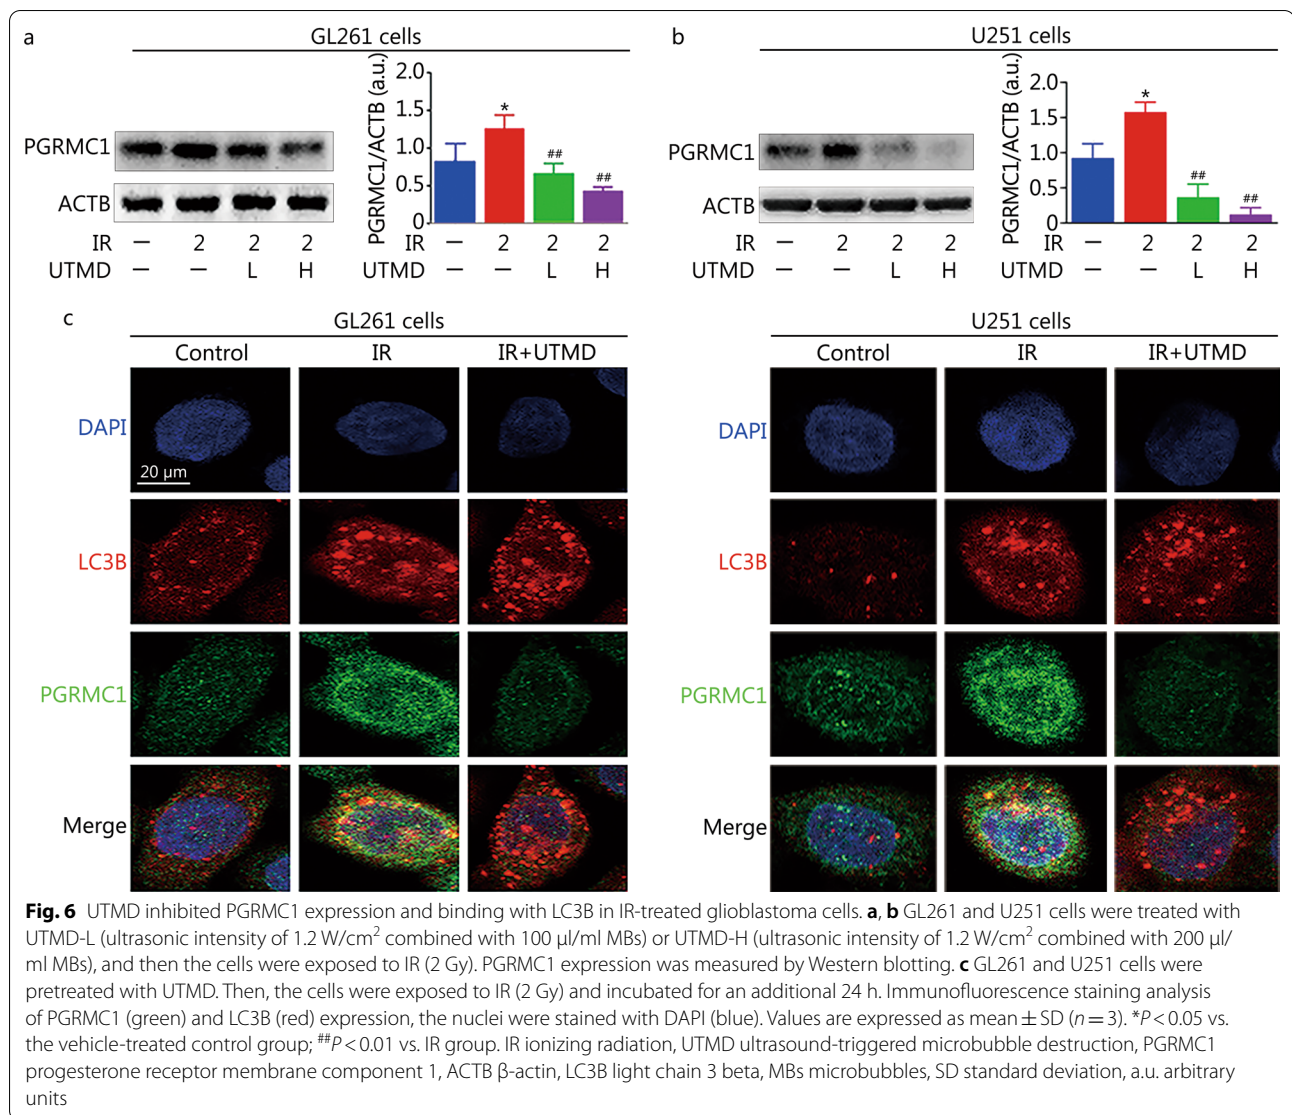 a
GL261 cells
PGRMC1
ACTB
IR — 2 2 2
UTMD — — L H
PGRMC1/ACTB (a.u.)
2.0
1.5
1.0
0.5
0
*
##
##
IR — 2 2 2
UTMD — — L H
b
U251 cells
PGRMC1
ACTB
IR — 2 2 2
UTMD — — L H
PGRMC1/ACTB (a.u.)
2.0
1.5
1.0
0.5
0
*
##
##
IR — 2 2 2
UTMD — — L H
c
GL261 cells
Control IR IR+UTMD
DAPI
20 μm
LC3B
PGRMC1
Merge
U251 cells
Control IR IR+UTMD
DAPI
LC3B
PGRMC1
Merge
Fig. 6 UTMD inhibited PGRMC1 expression and binding with LC3B in IR-treated glioblastoma cells. a, b GL261 and U251 cells were treated with
UTMD-L (ultrasonic intensity of 1.2 W/cm² combined with 100 μl/ml MBs) or UTMD-H (ultrasonic intensity of 1.2 W/cm² combined with 200 μl/
ml MBs), and then the cells were exposed to IR (2 Gy). PGRMC1 expression was measured by Western blotting. c GL261 and U251 cells were
pretreated with UTMD. Then, the cells were exposed to IR (2 Gy) and incubated for an additional 24 h. Immunofluorescence staining analysis
of PGRMC1 (green) and LC3B (red) expression, the nuclei were stained with DAPI (blue). Values are expressed as mean ± SD (n = 3). *P < 0.05 vs.
the vehicle-treated control group; ##P < 0.01 vs. IR group. IR ionizing radiation, UTMD ultrasound-triggered microbubble destruction, PGRMC1
progesterone receptor membrane component 1, ACTB β-actin, LC3B light chain 3 beta, MBs microbubbles, SD standard deviation, a.u. arbitrary
units